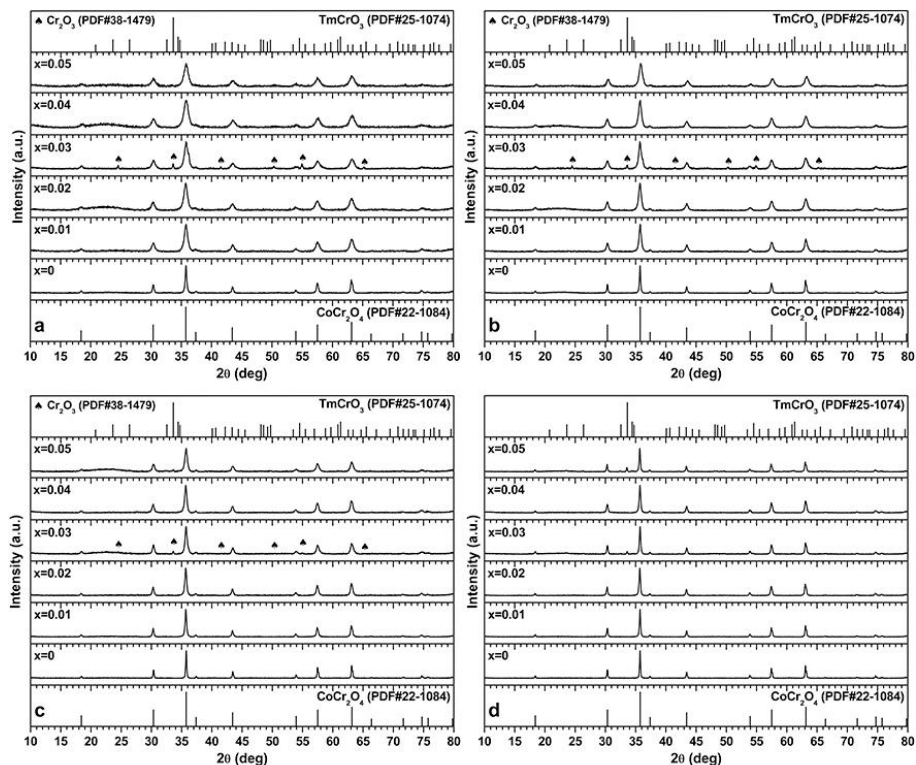 ♠ Cr₂O₃ (PDF#38-1479) TmCrO₃ (PDF#25-1074)
x=0.05
x=0.04
x=0.03
x=0.02
x=0.01
x=0
a CoCr₂O₄ (PDF#22-1084)
10 15 20 25 30 35 40 45 50 55 60 65 70 75 80
2θ (deg)
Intensity (a.u.)
♠ Cr₂O₃ (PDF#38-1479) TmCrO₃ (PDF#25-1074)
x=0.05
x=0.04
x=0.03
x=0.02
x=0.01
x=0
b CoCr₂O₄ (PDF#22-1084)
10 15 20 25 30 35 40 45 50 55 60 65 70 75 80
2θ (deg)
Intensity (a.u.)
♠ Cr₂O₃ (PDF#38-1479) TmCrO₃ (PDF#25-1074)
x=0.05
x=0.04
x=0.03
x=0.02
x=0.01
x=0
c CoCr₂O₄ (PDF#22-1084)
10 15 20 25 30 35 40 45 50 55 60 65 70 75 80
2θ (deg)
Intensity (a.u.)
TmCrO₃ (PDF#25-1074)
x=0.05
x=0.04
x=0.03
x=0.02
x=0.01
x=0
d CoCr₂O₄ (PDF#22-1084)
10 15 20 25 30 35 40 45 50 55 60 65 70 75 80
2θ (deg)
Intensity (a.u.)